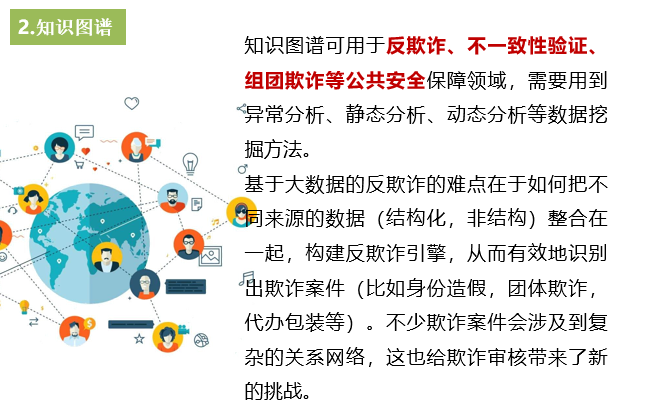 2.知识图谱
知识图谱可用于反欺诈、不一致性验证、
组团欺诈等公共安全保障领域，需要用到
异常分析、静态分析、动态分析等数据挖
掘方法。
基于大数据的反欺诈的难点在于如何把不
同来源的数据（结构化，非结构）整合在
一起，构建反欺诈引擎，从而有效地识别
出欺诈案件（比如身份造假，团体欺诈，
代办包装等）。不少欺诈案件会涉及到复
杂的关系网络，这也给欺诈审核带来了新
的挑战。